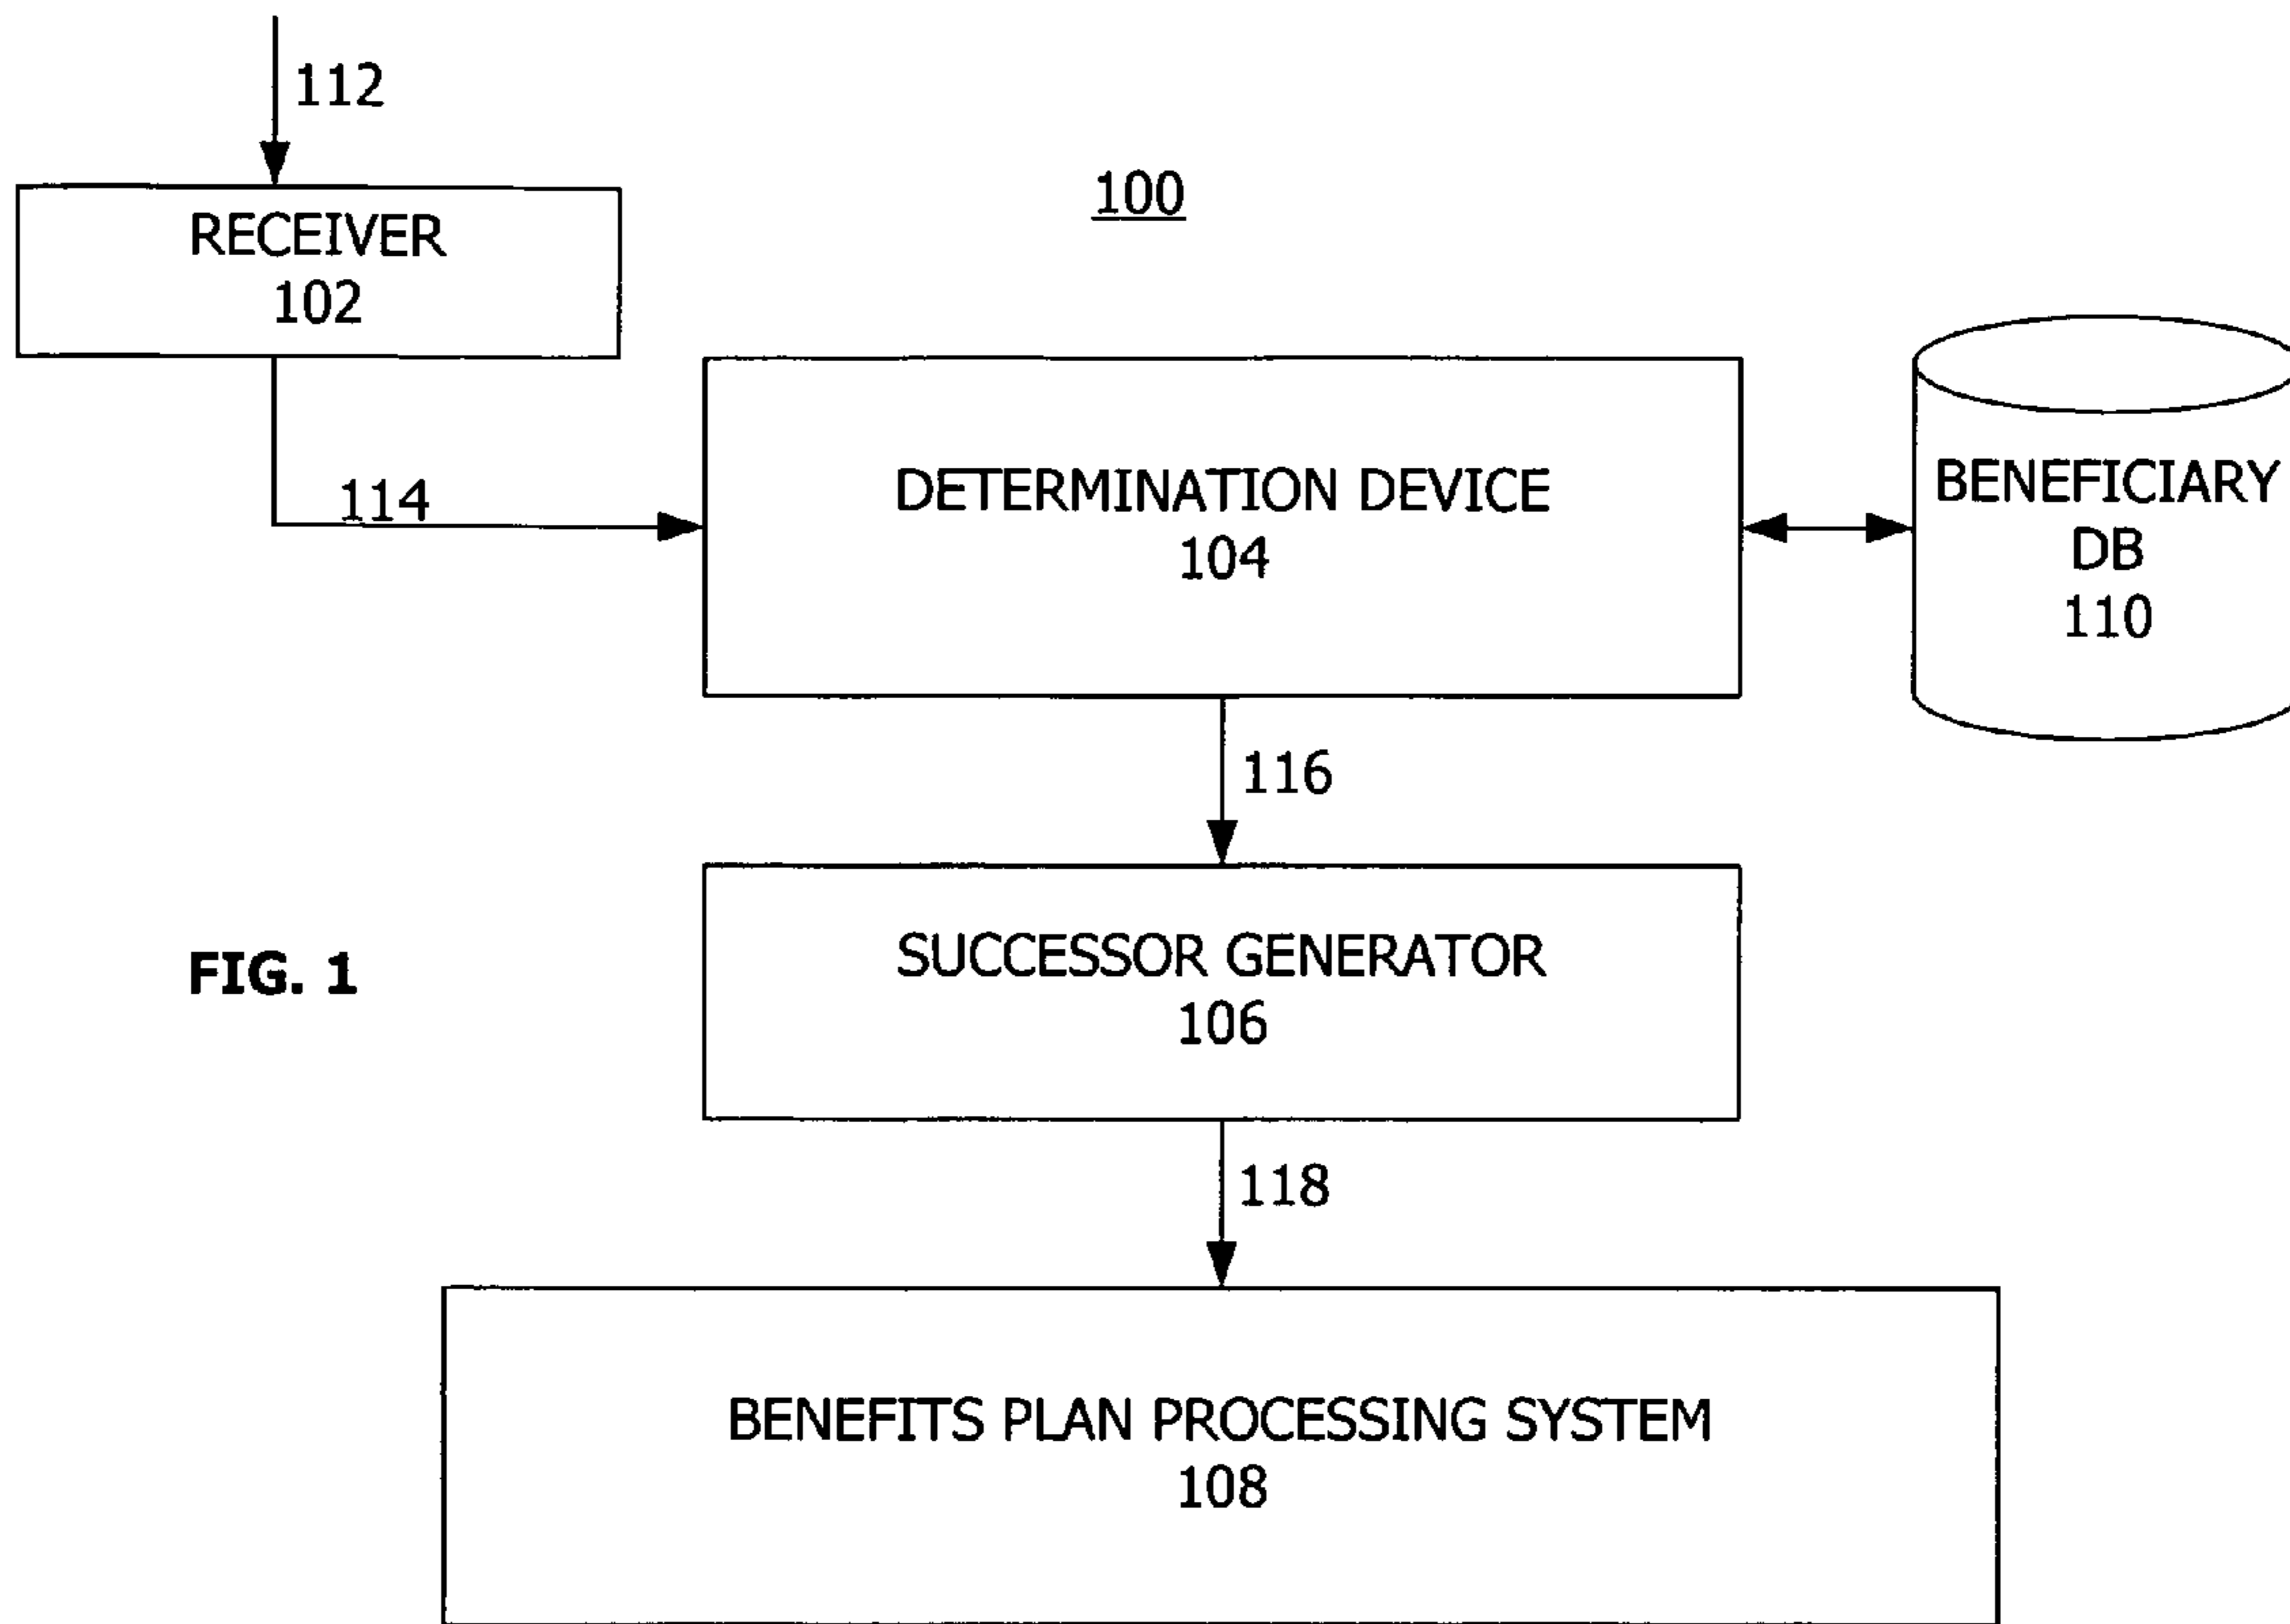 112
100
RECEIVER
102
114
DETERMINATION DEVICE
104
BENEFICIARY
DB
110
116
SUCCESSOR GENERATOR
106
FIG. 1
118
BENEFITS PLAN PROCESSING SYSTEM
108